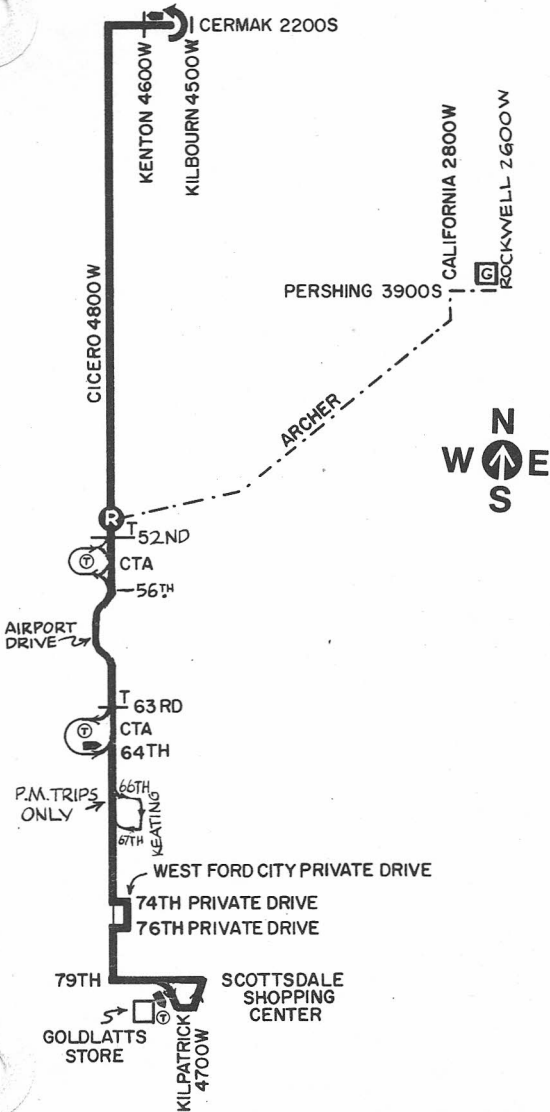 CERMAK 2200S
KENTON 4600W
KILBOURN 4500W
CALIFORNIA 2800W
ROCKWELL 2600W
G
PERSHING 3900S
CICERO 4800W
ARCHER
N
W E
S
R
T
52ND
T
CTA
56TH
AIRPORT
DRIVE
T
63RD
T
CTA
64TH
P.M. TRIPS
ONLY
66TH
KEATING
67TH
WEST FORD CITY PRIVATE DRIVE
74TH PRIVATE DRIVE
76TH PRIVATE DRIVE
79TH
SCOTTSDALE
SHOPPING
CENTER
T
GOLDLATTS
STORE
KILPATRICK
4700W